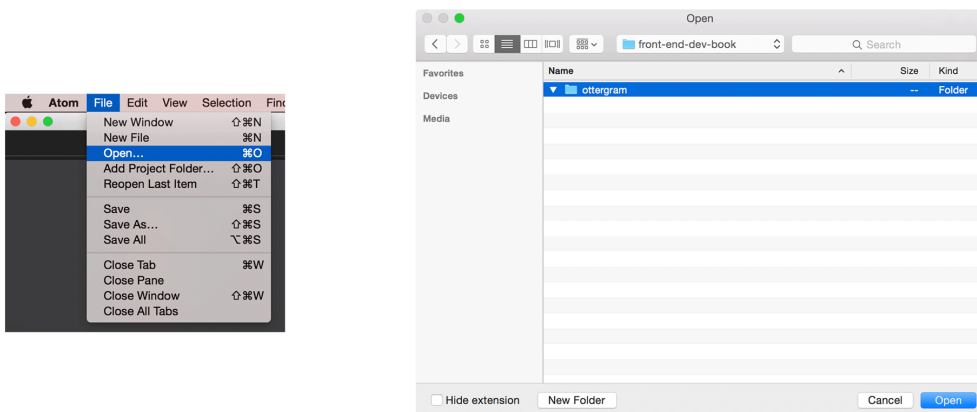 Open
front-end-dev-book
Search
Favorites
Devices
Media
Name Size Kind
ottergram -- Folder
Atom File Edit View Selection Finc
New Window ⇧⌘N
New File ⌘N
Open... ⌘O
Add Project Folder... ⇧⌘O
Reopen Last Item ⇧⌘T
Save ⌘S
Save As... ⇧⌘S
Save All ⌥⌘S
Close Tab ⌘W
Close Pane
Close Window ⇧⌘W
Close All Tabs
Hide extension New Folder Cancel Open